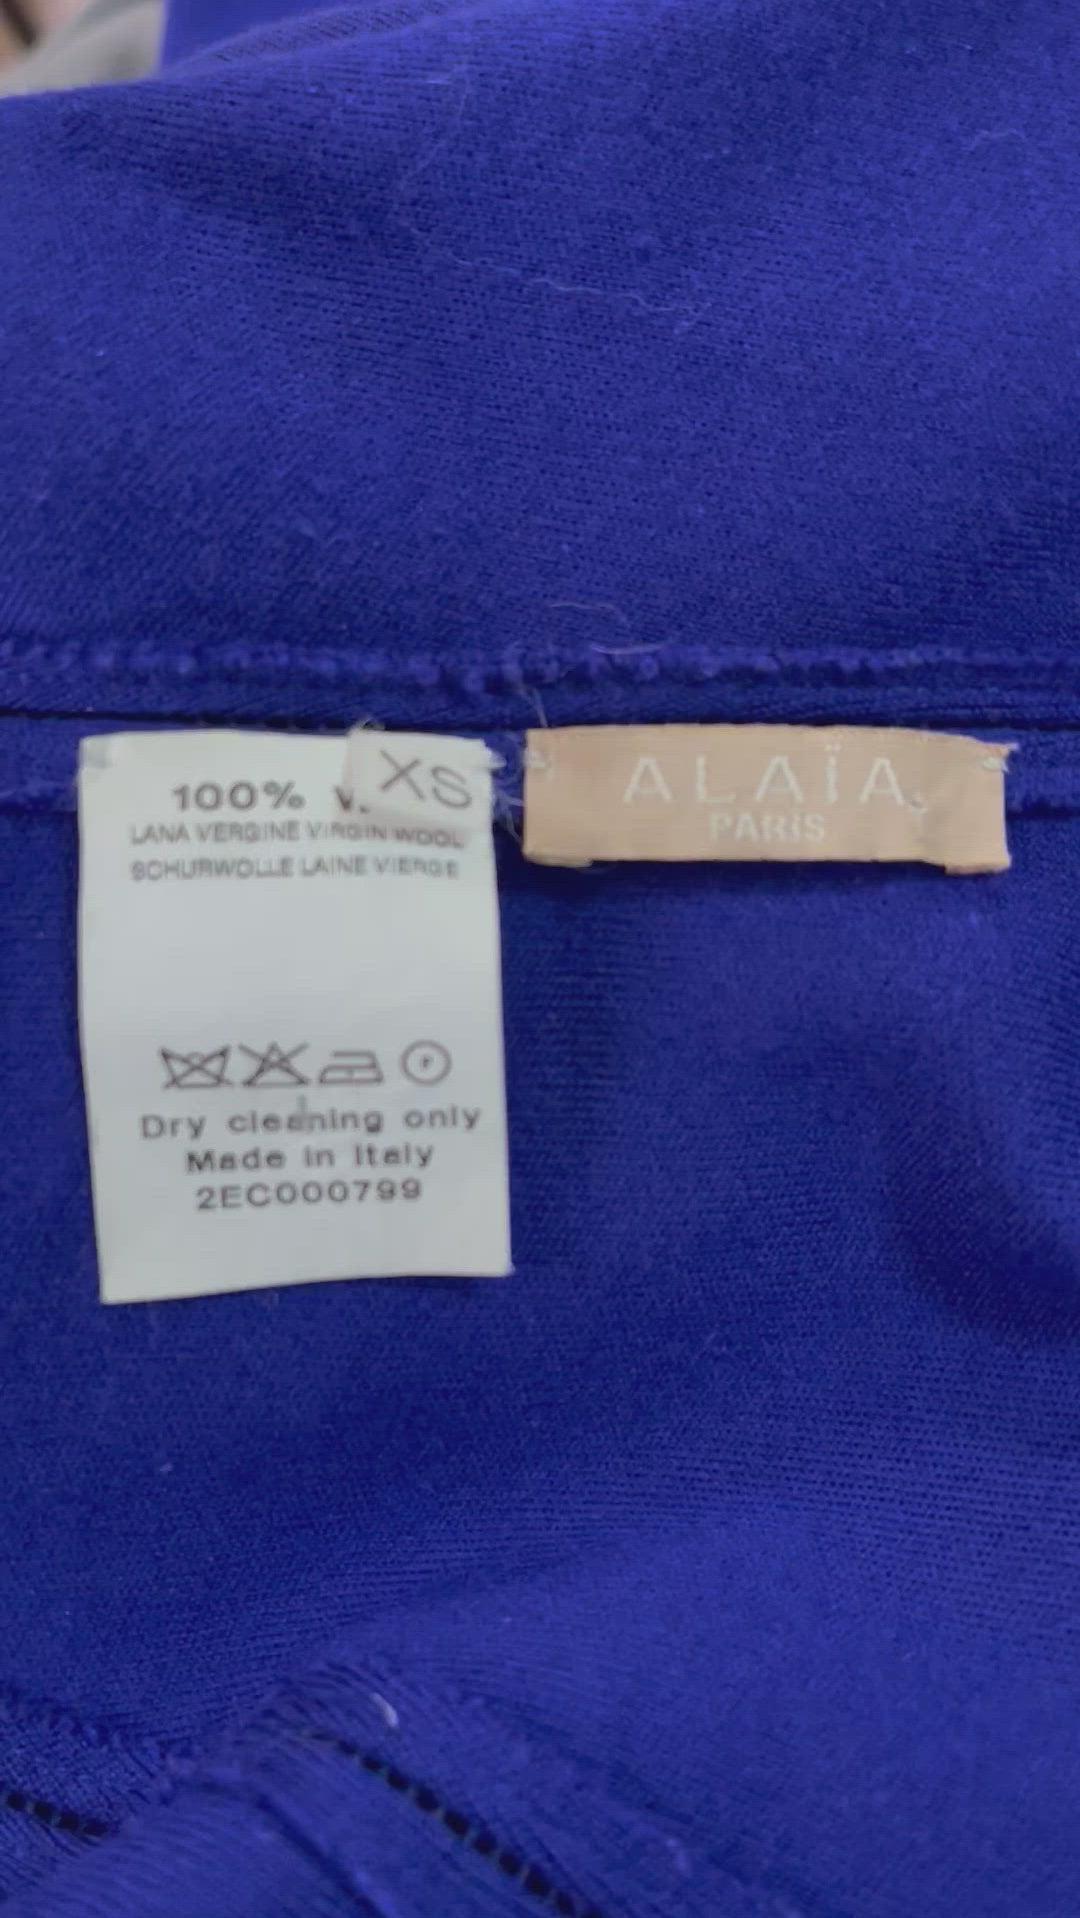 100%
XS
LANA VERGINE VIRGIN WOOL
SCHURWOLLE LAINE VIERGE
Dry cleaning only
Made in Italy
2EC000799
ALAÏA
PARIS